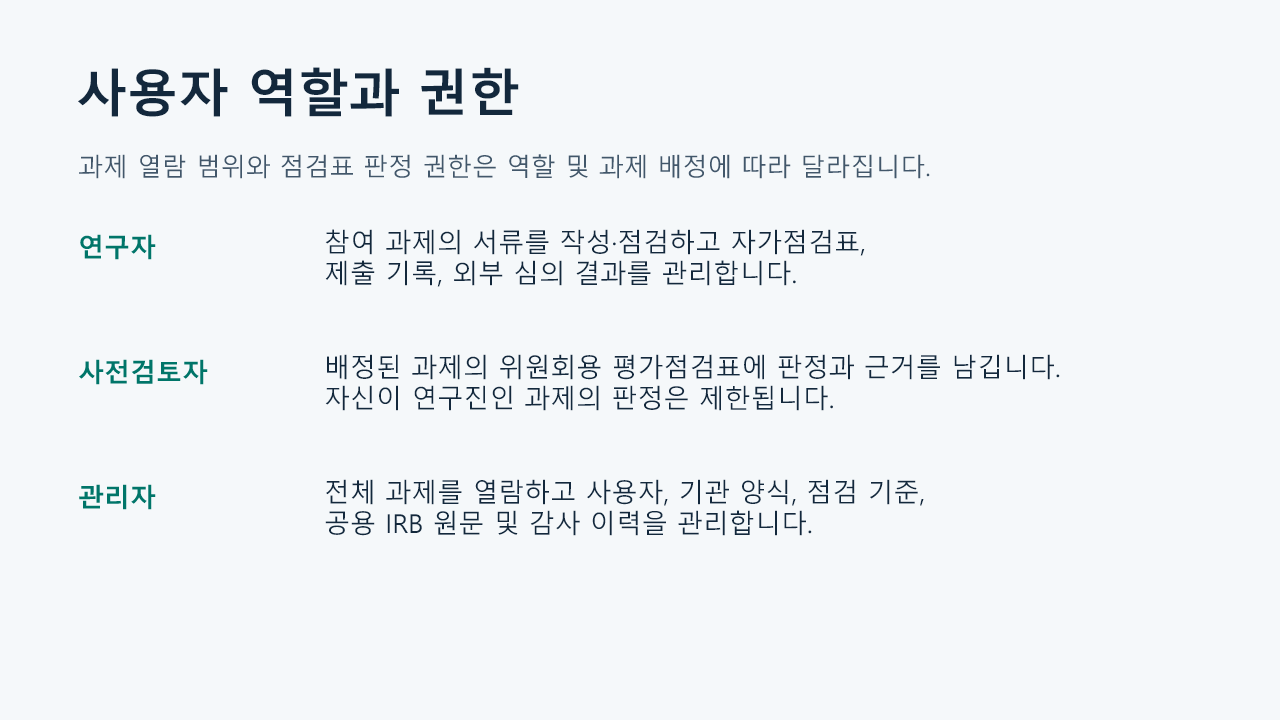 사용자 역할과 권한
과제 열람 범위와 점검표 판정 권한은 역할 및 과제 배정에 따라 달라집니다.
연구자
참여 과제의 서류를 작성·점검하고 자가점검표,
제출 기록, 외부 심의 결과를 관리합니다.
사전검토자
배정된 과제의 위원회용 평가점검표에 판정과 근거를 남깁니다.
자신이 연구진인 과제의 판정은 제한됩니다.
관리자
전체 과제를 열람하고 사용자, 기관 양식, 점검 기준,
공용 IRB 원문 및 감사 이력을 관리합니다.